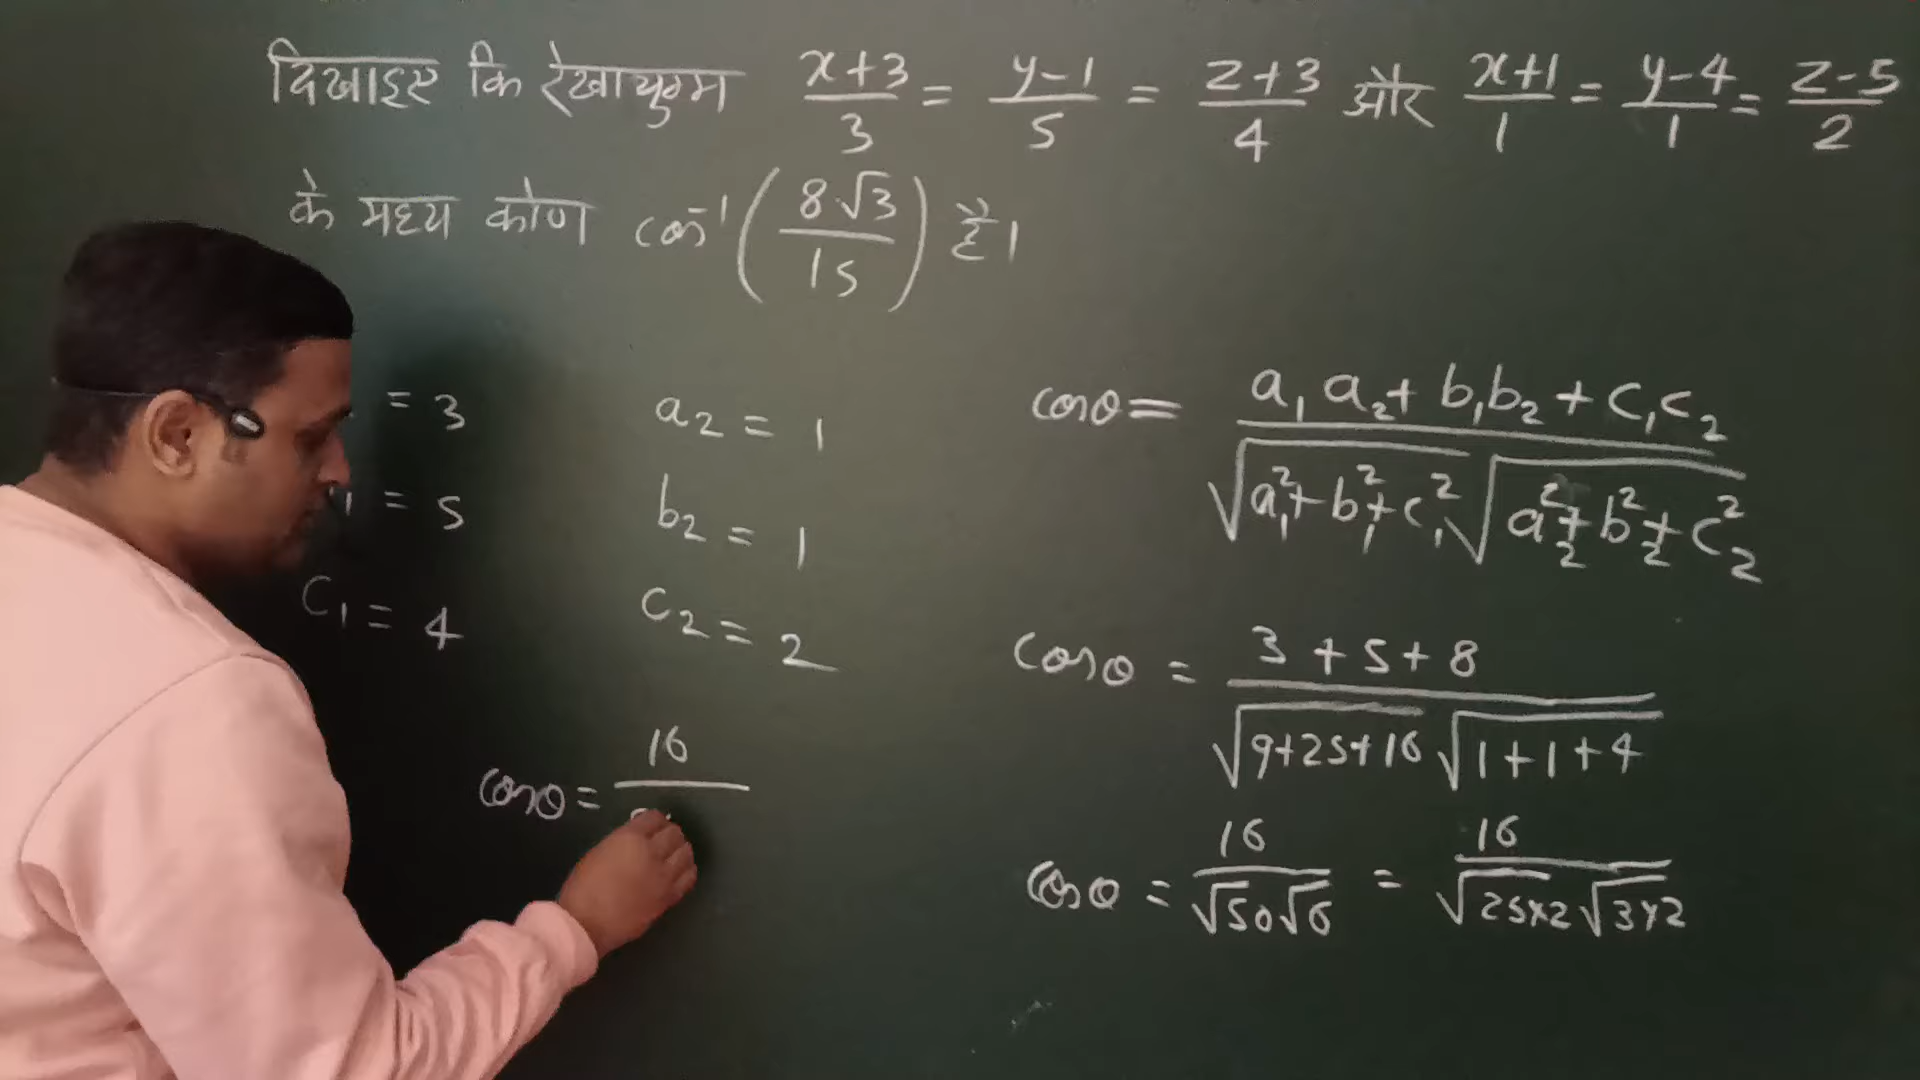 दिखाइए कि रेखायुग्म (x+3)/3 = (y-1)/5 = (z+3)/4 और (x+1)/1 = (y-4)/1 = (z-5)/2
के मध्य कोण cos⁻¹(8√3/15) है।
= 3
₁ = 5
c₁ = 4
a₂ = 1
b₂ = 1
c₂ = 2
cosθ = 16/
cosθ = (a₁a₂ + b₁b₂ + c₁c₂)/(√(a₁²+b₁²+c₁²) √(a₂²+b₂²+c₂²))
cosθ = (3+5+8)/(√(9+25+16) √(1+1+4))
cosθ = 16/(√50√6) = 16/(√(25×2) √(3×2))